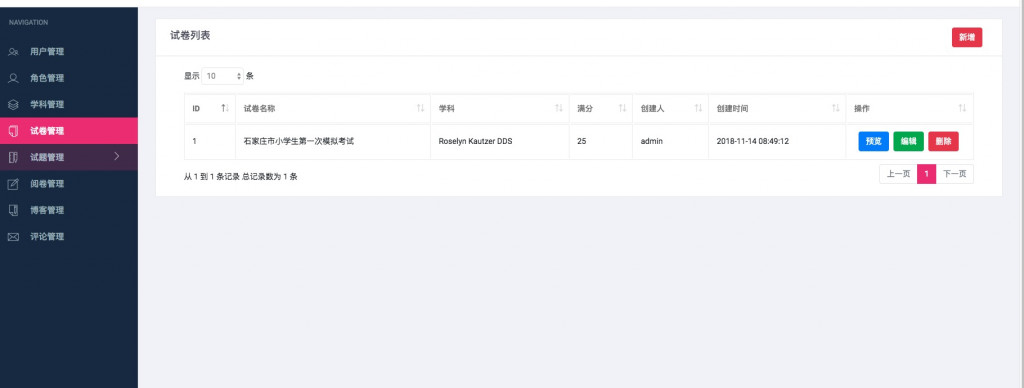 NAVIGATION
用户管理
角色管理
学科管理
试卷管理
试题管理
阅卷管理
博客管理
评论管理
试卷列表
新增
显示 10 条
ID 试卷名称 学科 满分 创建人 创建时间 操作
1 石家庄市小学生第一次模拟考试 Roselyn Kautzer DDS 25 admin 2018-11-14 08:49:12 预览 编辑 删除
从 1 到 1 条记录 总记录数为 1 条
上一页 1 下一页